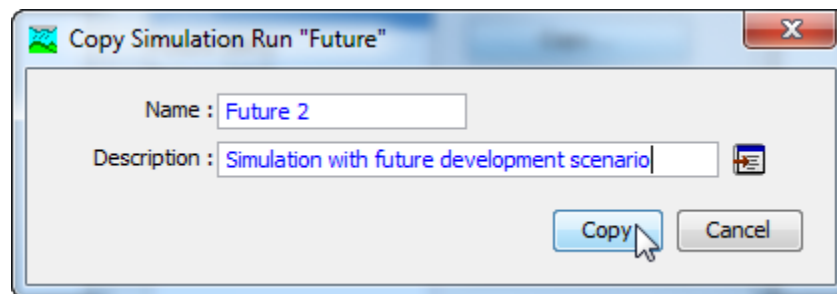 Copy Simulation Run "Future"
Name : Future 2
Description : Simulation with future development scenario
Copy Cancel